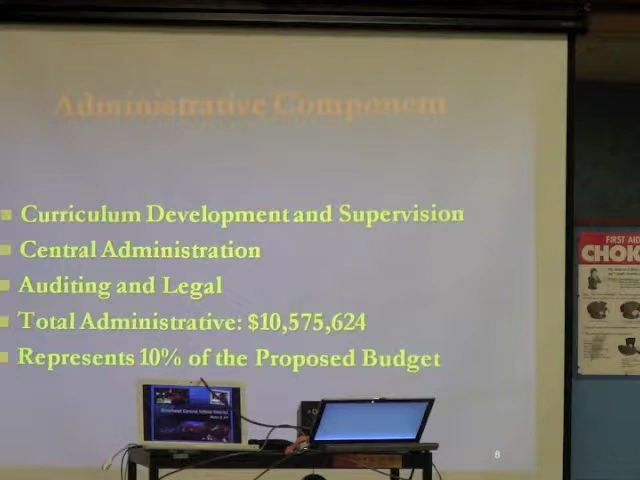 Administrative Component
Curriculum Development and Supervision
Central Administration
Auditing and Legal
Total Administrative: $10,575,624
Represents 10% of the Proposed Budget
6
FIRST AID
CHOK